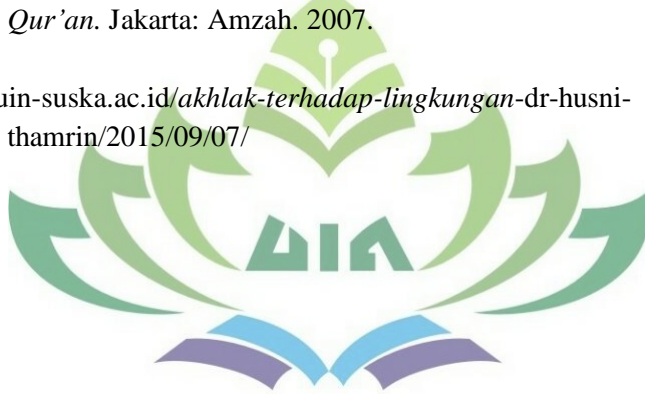 Qur’an. Jakarta: Amzah. 2007.
uin-suska.ac.id/akhlak-terhadap-lingkungan-dr-husni-
thamrin/2015/09/07/
UIN